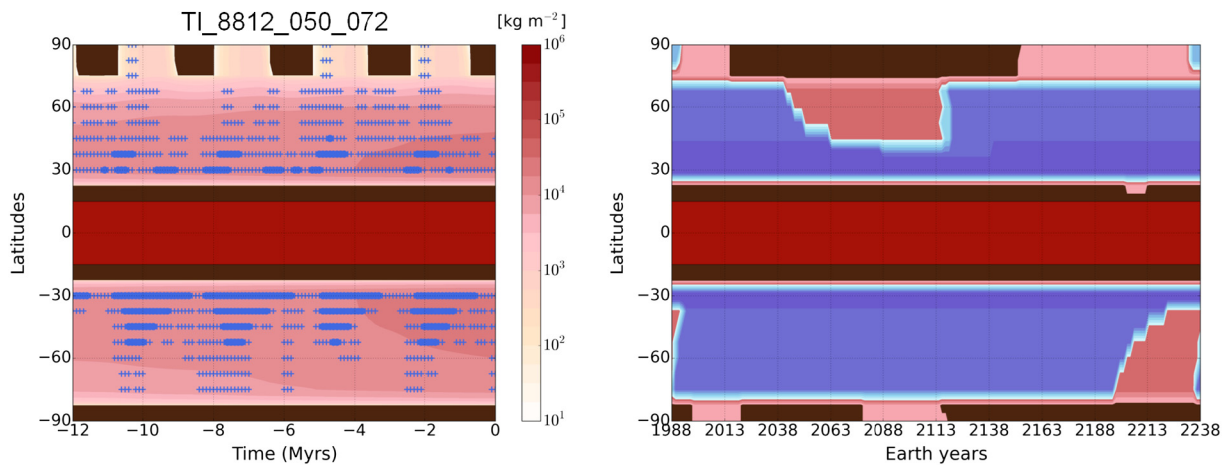 TI_8812_050_072
[kg m⁻²]
90
60
30
0
−30
−60
−90
Latitudes
−12 −10 −8 −6 −4 −2 0
Time (Myrs)
10⁶
10⁵
10⁴
10³
10²
10¹
90
60
30
0
−30
−60
−90
Latitudes
1988 2013 2038 2063 2088 2113 2138 2163 2188 2213 2238
Earth years